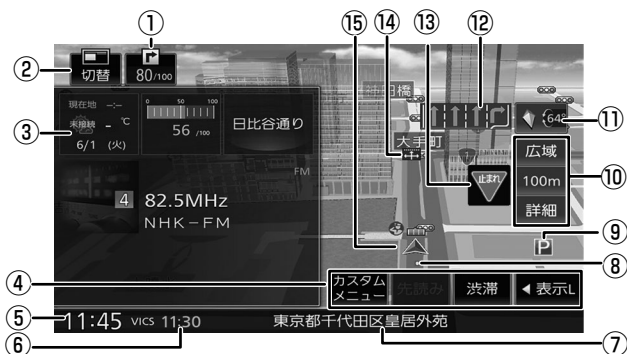 ①
②
③
④
⑤
⑥
⑦
⑧
⑨
⑩
⑪
⑫
⑬
⑭
⑮
切替
80/100
現在地 --:--
未接続 - ℃
6/1 (火)
0 50 100
56 /100
日比谷通り
FM
4 82.5MHz
NHK-FM
大手町
止まれ
広域
100m
詳細
P
カスタム
メニュー
先読み
渋滞
◀ 表示L
11:45 VICS 11:30 東京都千代田区皇居外苑